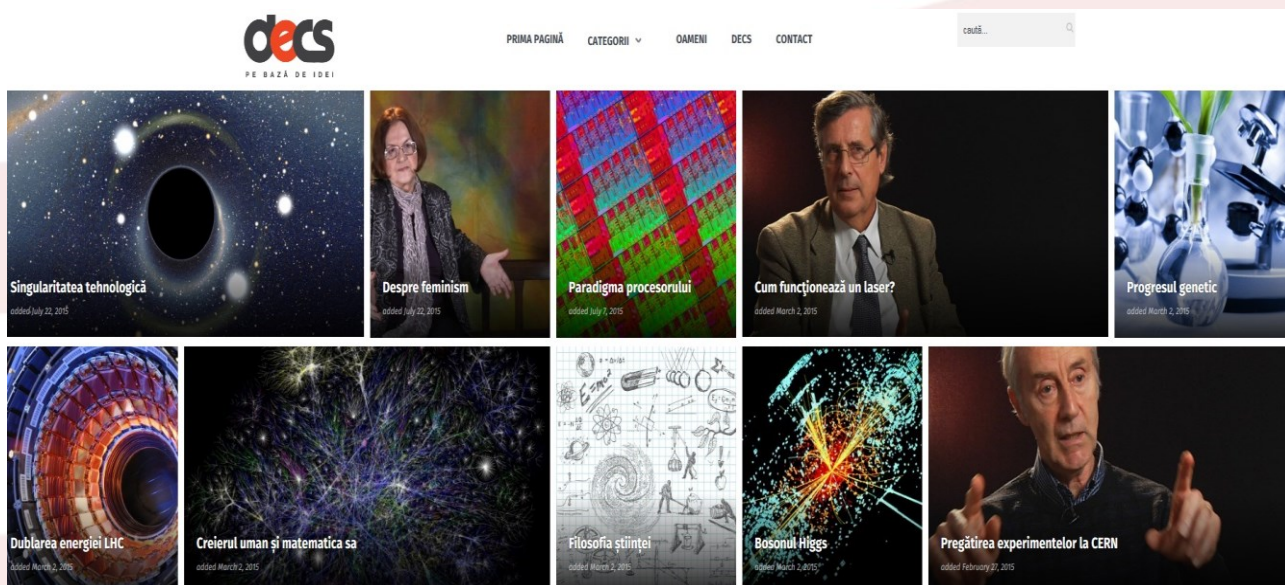 decs
PE BAZĂ DE IDEI
PRIMA PAGINĂ
CATEGORII
OAMENI
DECS
CONTACT
caută...
Singularitatea tehnologică
added July 22, 2015
Despre feminism
added July 22, 2015
Paradigma procesorului
added July 7, 2015
Cum funcţionează un laser?
added March 2, 2015
Progresul genetic
added March 2, 2015
Dublarea energiei LHC
added March 2, 2015
Creierul uman și matematica sa
added March 2, 2015
E=mc²
Filosofia științei
added March 2, 2015
Bosonul Higgs
added March 2, 2015
Pregătirea experimentelor la CERN
added February 27, 2015